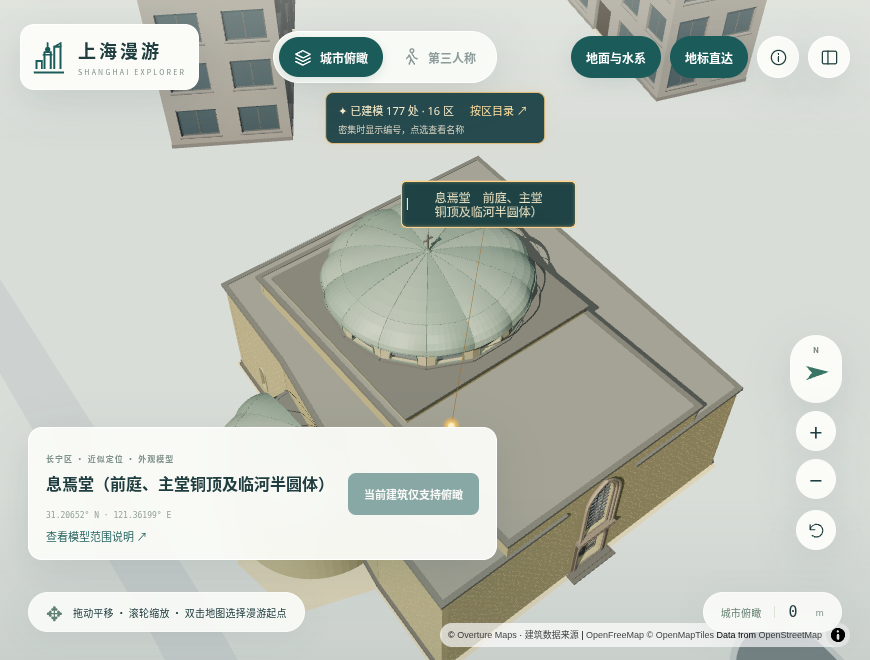 上海漫游
SHANGHAI EXPLORER
城市俯瞰
第三人称
地面与水系
地标直达
✦ 已建模 177 处 · 16 区 按区目录 ↗
密集时显示编号，点选查看名称
息焉堂 前庭、主堂
铜顶及临河半圆体）
N
长宁区 · 近似定位 · 外观模型
息焉堂（前庭、主堂铜顶及临河半圆体）
当前建筑仅支持俯瞰
31.20652° N · 121.36199° E
查看模型范围说明 ↗
拖动平移 · 滚轮缩放 · 双击地图选择漫游起点
城市俯瞰 0 m
© Overture Maps · 建筑数据来源 | OpenFreeMap © OpenMapTiles Data from OpenStreetMap